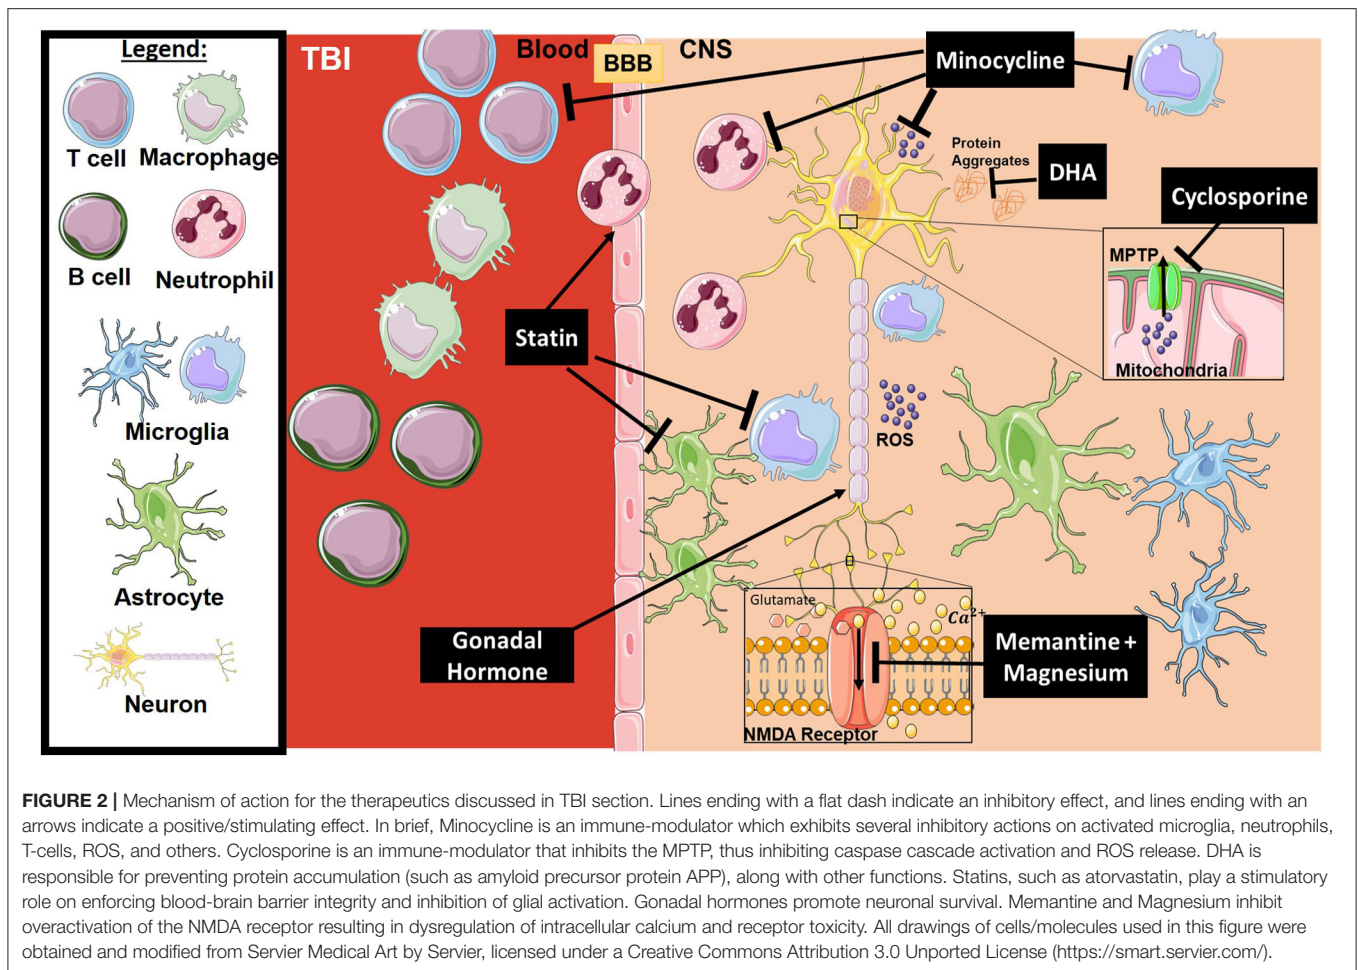 Legend:
T cell
Macrophage
B cell
Neutrophil
Microglia
Astrocyte
Neuron
TBI
Blood
BBB
CNS
Minocycline
Protein
Aggregates
DHA
Cyclosporine
MPTP
Mitochondria
Statin
ROS
Gonadal
Hormone
Glutamate
Ca2+
NMDA Receptor
Memantine +
Magnesium
FIGURE 2 | Mechanism of action for the therapeutics discussed in TBI section. Lines ending with a flat dash indicate an inhibitory effect, and lines ending with an
arrows indicate a positive/stimulating effect. In brief, Minocycline is an immune-modulator which exhibits several inhibitory actions on activated microglia, neutrophils,
T-cells, ROS, and others. Cyclosporine is an immune-modulator that inhibits the MPTP, thus inhibiting caspase cascade activation and ROS release. DHA is
responsible for preventing protein accumulation (such as amyloid precursor protein APP), along with other functions. Statins, such as atorvastatin, play a stimulatory
role on enforcing blood-brain barrier integrity and inhibition of glial activation. Gonadal hormones promote neuronal survival. Memantine and Magnesium inhibit
overactivation of the NMDA receptor resulting in dysregulation of intracellular calcium and receptor toxicity. All drawings of cells/molecules used in this figure were
obtained and modified from Servier Medical Art by Servier, licensed under a Creative Commons Attribution 3.0 Unported License (https://smart.servier.com/).